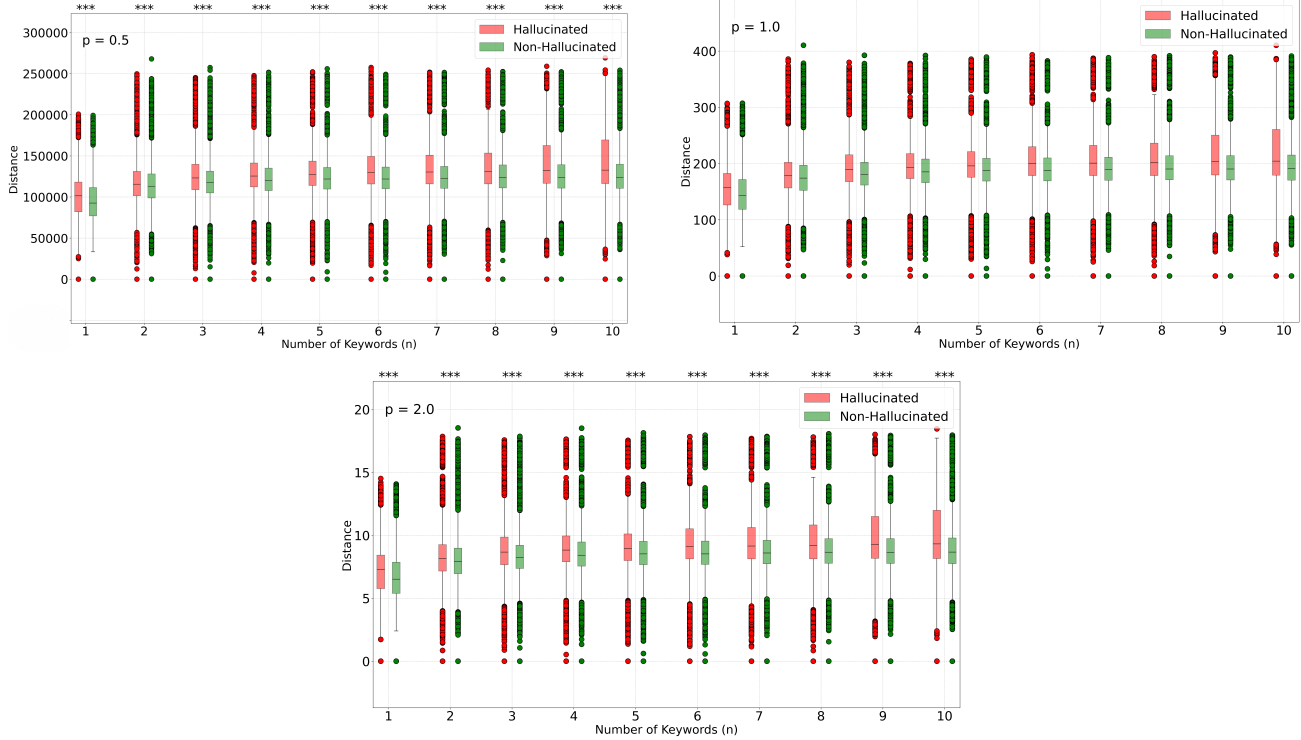 *** *** *** *** *** *** *** *** *** ***
p = 0.5
Hallucinated
Non-Hallucinated
300000
250000
200000
150000
100000
50000
0
Distance
1 2 3 4 5 6 7 8 9 10
Number of Keywords (n)
p = 1.0
Hallucinated
Non-Hallucinated
400
300
200
100
0
Distance
1 2 3 4 5 6 7 8 9 10
Number of Keywords (n)
*** *** *** *** *** *** *** *** *** ***
p = 2.0
Hallucinated
Non-Hallucinated
20
15
10
5
0
Distance
1 2 3 4 5 6 7 8 9 10
Number of Keywords (n)